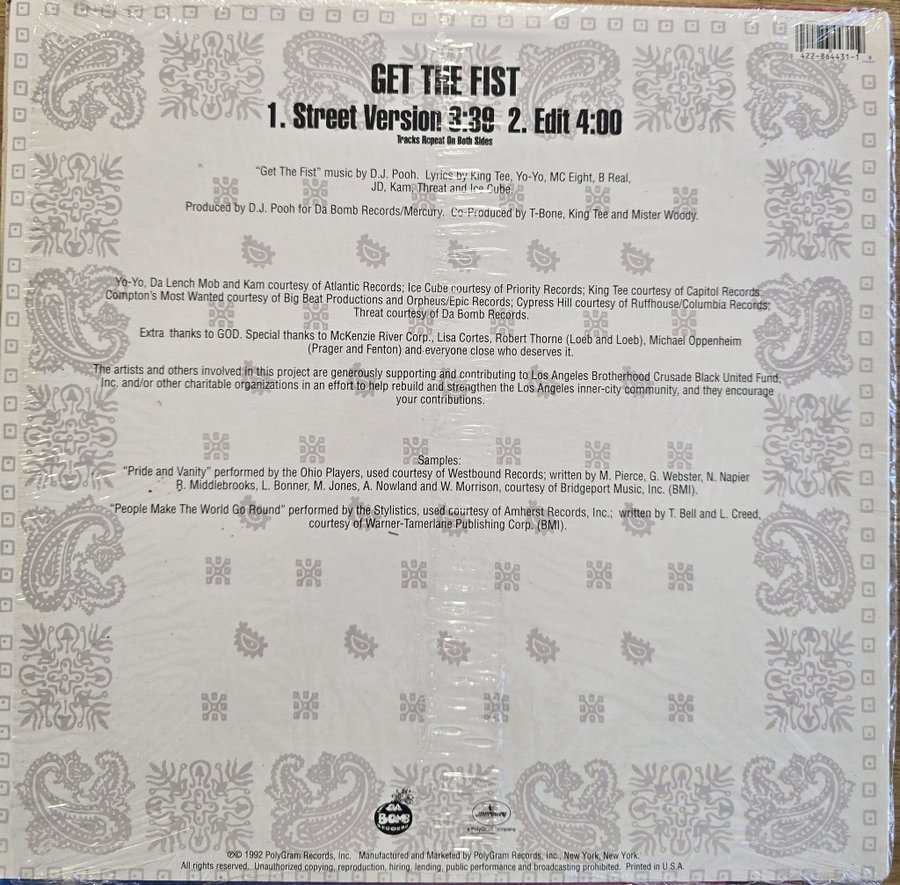 0 422-864431-1 9
GET THE FIST
1. Street Version 3:39 2. Edit 4:00
Tracks Repeat On Both Sides
"Get The Fist" music by D.J. Pooh. Lyrics by King Tee, Yo-Yo, MC Eight, B Real,
JD, Kam, Threat and Ice Cube.
Produced by D.J. Pooh for Da Bomb Records/Mercury. Co-Produced by T-Bone, King Tee and Mister Woody.
Yo-Yo, Da Lench Mob and Kam courtesy of Atlantic Records; Ice Cube courtesy of Priority Records; King Tee courtesy of Capitol Records;
Compton's Most Wanted courtesy of Big Beat Productions and Orpheus/Epic Records; Cypress Hill courtesy of Ruffhouse/Columbia Records;
Threat courtesy of Da Bomb Records.
Extra thanks to GOD. Special thanks to McKenzie River Corp., Lisa Cortes, Robert Thorne (Loeb and Loeb), Michael Oppenheim
(Prager and Fenton) and everyone close who deserves it.
The artists and others involved in this project are generously supporting and contributing to Los Angeles Brotherhood Crusade Black United Fund,
Inc. and/or other charitable organizations in an effort to help rebuild and strengthen the Los Angeles inner-city community, and they encourage
your contributions.
Samples:
"Pride and Vanity" performed by the Ohio Players, used courtesy of Westbound Records; written by M. Pierce, G. Webster, N. Napier
R. Middlebrooks, L. Bonner, M. Jones, A. Nowland and W. Morrison, courtesy of Bridgeport Music, Inc. (BMI).
"People Make The World Go Round" performed by the Stylistics, used courtesy of Amherst Records, Inc.; written by T. Bell and L. Creed,
courtesy of Warner-Tamerlane Publishing Corp. (BMI).
DA
BOMB
RECORDS
mercury
a PolyGram company
℗© 1992 PolyGram Records, Inc. Manufactured and Marketed by PolyGram Records, Inc., New York, New York.
All rights reserved. Unauthorized copying, reproduction, hiring, lending, public performance and broadcasting prohibited. Printed in U.S.A.